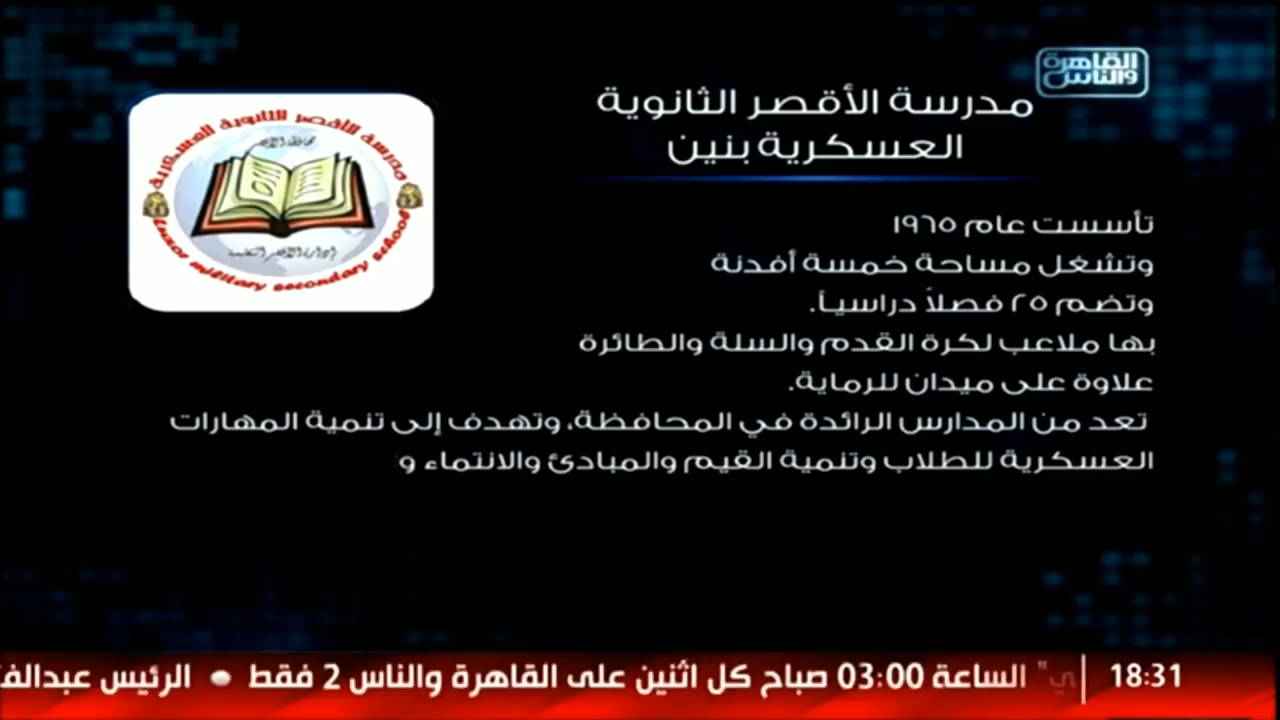 القاهرة
والناس
مدرسة الأقصر الثانوية
العسكرية بنين
مدرسة الأقصر الثانوية العسكرية
محافظة الأقصر
Luxor military secondary school
تأسست عام ١٩٦٥
وتشغل مساحة خمسة أفدنة
وتضم ٢٥ فصلاً دراسياً.
بها ملاعب لكرة القدم والسلة والطائرة
علاوة على ميدان للرماية.
تعد من المدارس الرائدة في المحافظة، وتهدف إلى تنمية المهارات
العسكرية للطلاب وتنمية القيم والمبادئ والانتماء و
18:31
ي" الساعة 03:00 صباح كل اثنين على القاهرة والناس 2 فقط • الرئيس عبدالف